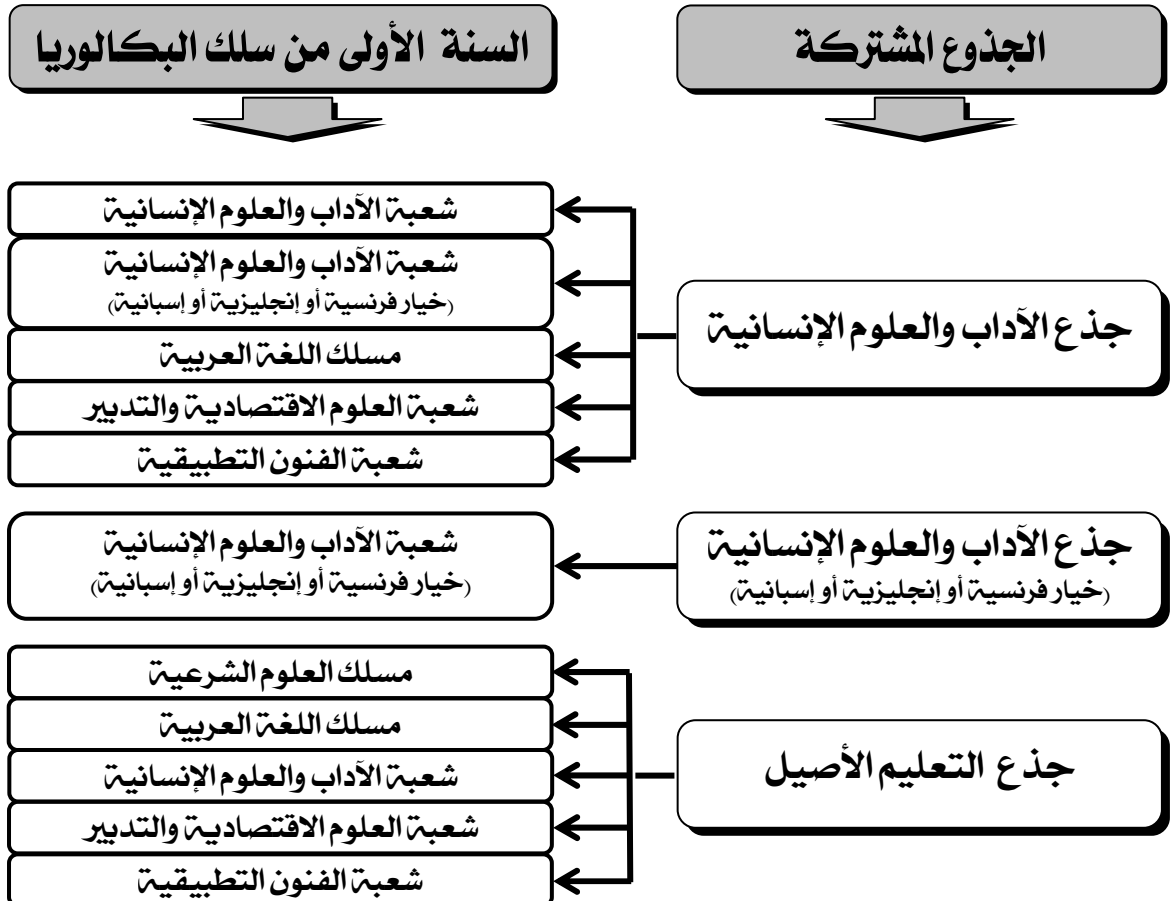 الجذوع المشتركة
السنة الأولى من سلك البكالوريا
جذع الآداب والعلوم الإنسانية
شعبة الآداب والعلوم الإنسانية
شعبة الآداب والعلوم الإنسانية
(خيار فرنسية أو إنجليزية أو إسبانية)
مسلك اللغة العربية
شعبة العلوم الاقتصادية والتدبير
شعبة الفنون التطبيقية
جذع الآداب والعلوم الإنسانية
(خيار فرنسية أو إنجليزية أو إسبانية)
شعبة الآداب والعلوم الإنسانية
(خيار فرنسية أو إنجليزية أو إسبانية)
جذع التعليم الأصيل
مسلك العلوم الشرعية
مسلك اللغة العربية
شعبة الآداب والعلوم الإنسانية
شعبة العلوم الاقتصادية والتدبير
شعبة الفنون التطبيقية